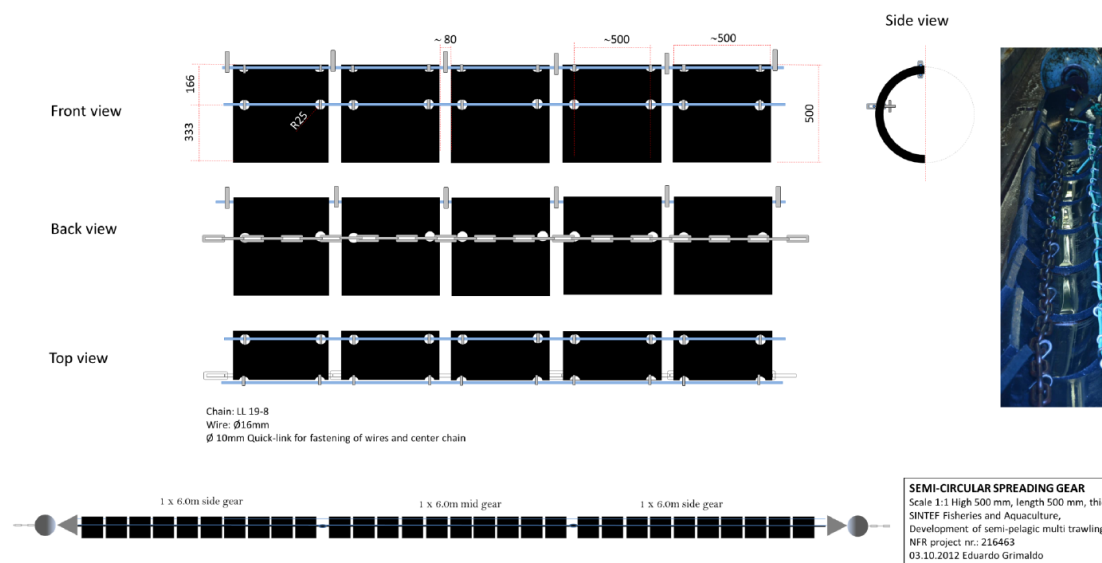 Side view
~ 80
~500
~500
166
Front view
R25
333
500
Back view
Top view
Chain: LL 19-8
Wire: Ø16mm
Ø 10mm Quick-link for fastening of wires and center chain
1 x 6.0m side gear
1 x 6.0m mid gear
1 x 6.0m side gear
SEMI-CIRCULAR SPREADING GEAR
Scale 1:1 High 500 mm, length 500 mm,
SINTEF Fisheries and Aquaculture,
Development of semi-pelagic multi trawling
NFR project nr.: 216463
03.10.2012 Eduardo Grimaldo